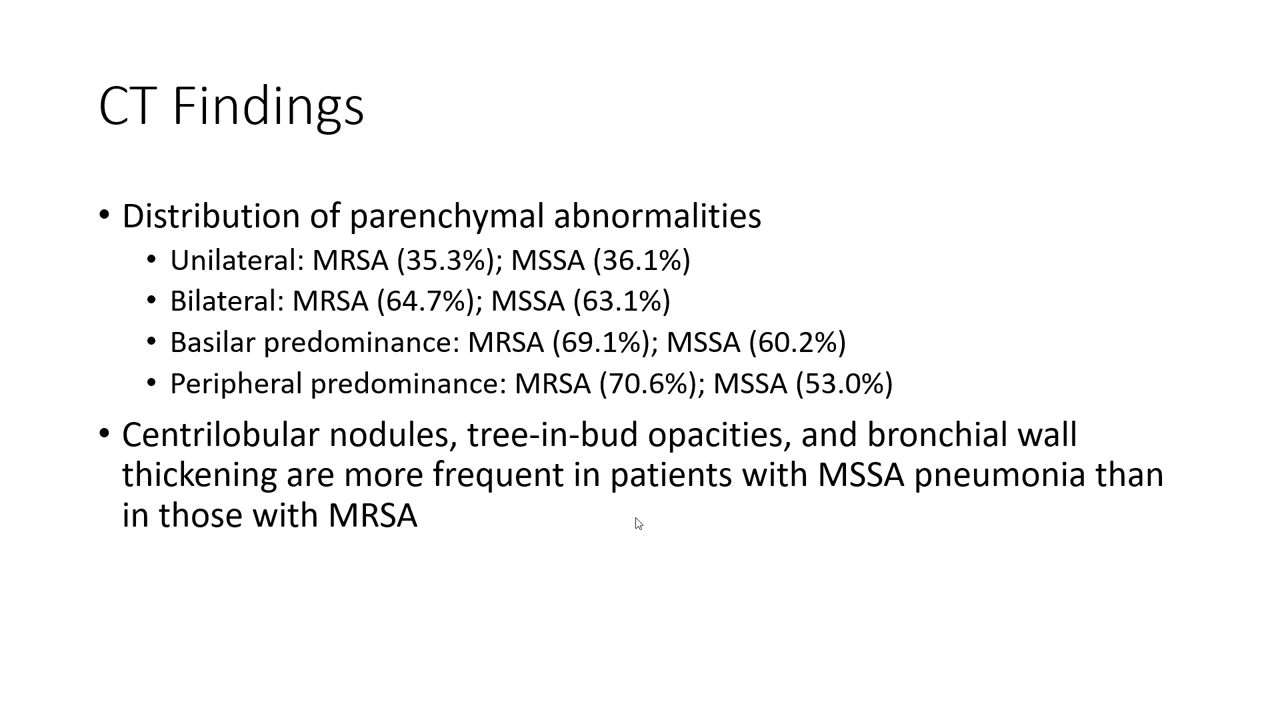 CT Findings
• Distribution of parenchymal abnormalities
• Unilateral: MRSA (35.3%); MSSA (36.1%)
• Bilateral: MRSA (64.7%); MSSA (63.1%)
• Basilar predominance: MRSA (69.1%); MSSA (60.2%)
• Peripheral predominance: MRSA (70.6%); MSSA (53.0%)
• Centrilobular nodules, tree-in-bud opacities, and bronchial wall
thickening are more frequent in patients with MSSA pneumonia than
in those with MRSA